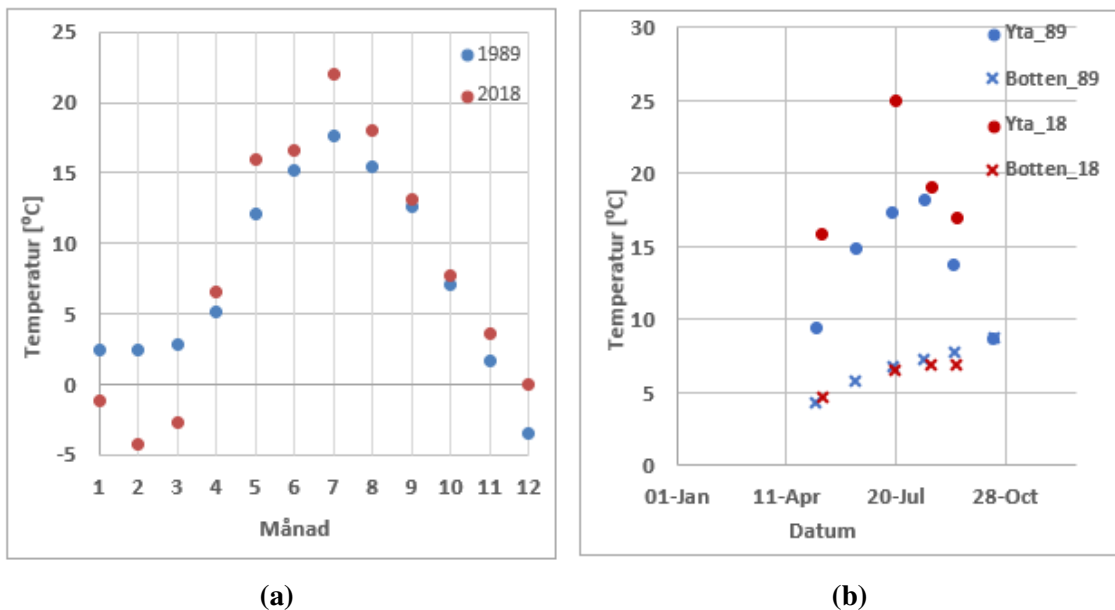 25
20
15
10
5
0
-5
Temperatur [⁰C]
1989
2018
1 2 3 4 5 6 7 8 9 10 11 12
Månad
(a)
30
25
20
15
10
5
0
Temperatur [⁰C]
Yta_89
Botten_89
Yta_18
Botten_18
01-Jan 11-Apr 20-Jul 28-Oct
Datum
(b)